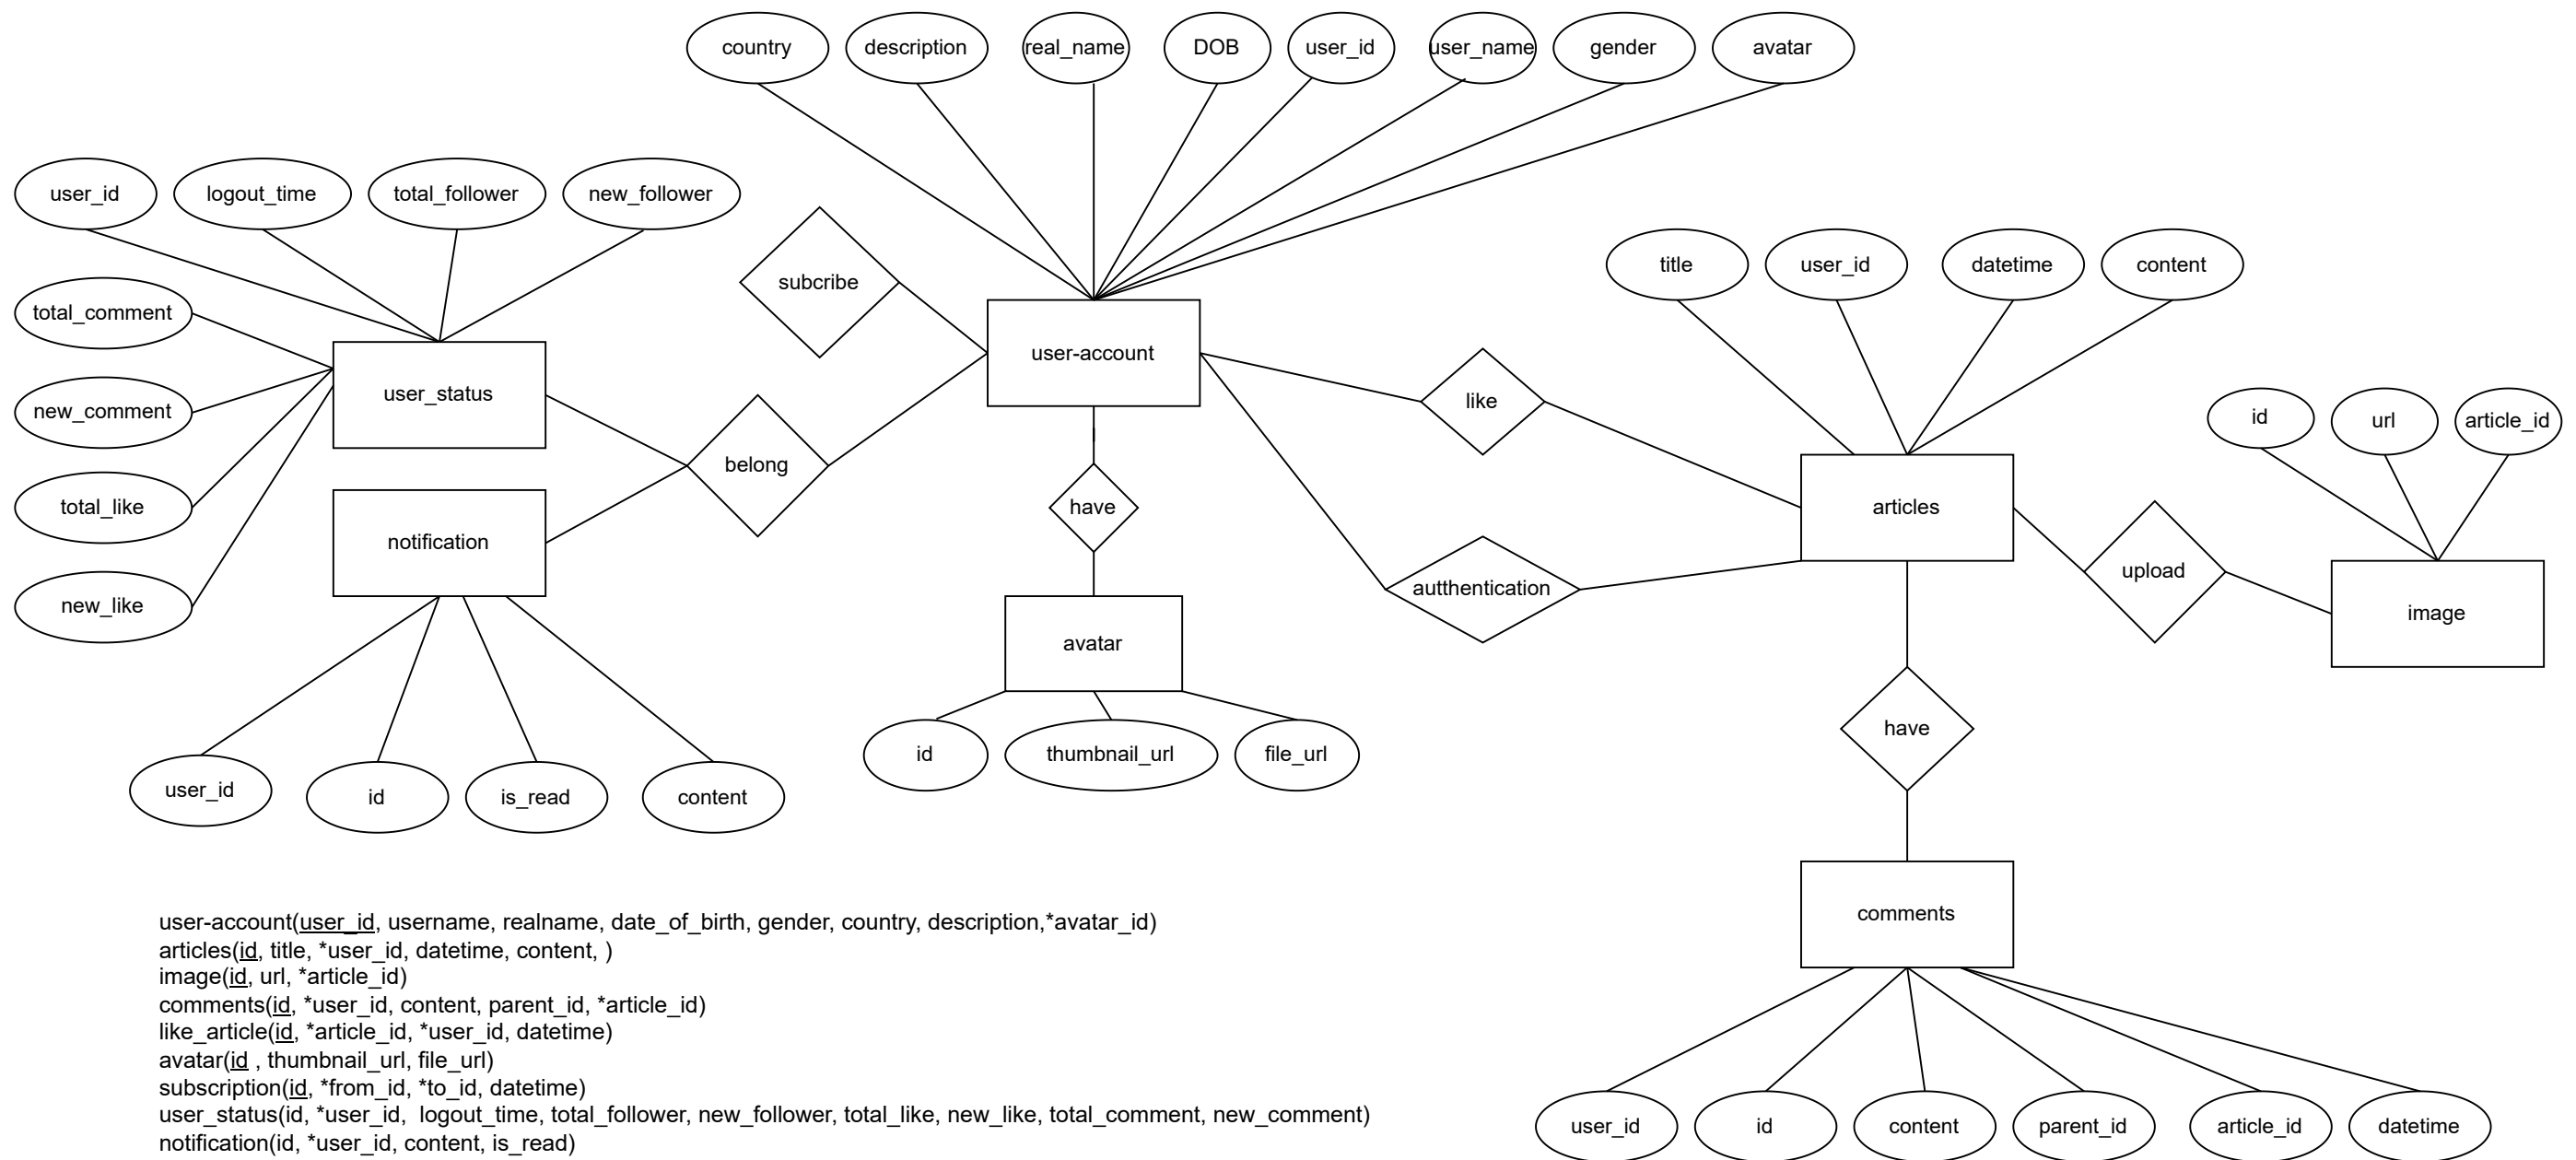 country
description
real_name
DOB
user_id
user_name
gender
avatar
user_id
logout_time
total_follower
new_follower
total_comment
new_comment
total_like
new_like
user_status
subcribe
user-account
belong
notification
have
like
autthentication
title
user_id
datetime
content
articles
id
url
article_id
upload
image
avatar
id
thumbnail_url
file_url
user_id
id
is_read
content
have
comments
user_id
id
content
parent_id
article_id
datetime
user-account(user_id, username, realname, date_of_birth, gender, country, description,*avatar_id)
articles(id, title, *user_id, datetime, content, )
image(id, url, *article_id)
comments(id, *user_id, content, parent_id, *article_id)
like_article(id, *article_id, *user_id, datetime)
avatar(id , thumbnail_url, file_url)
subscription(id, *from_id, *to_id, datetime)
user_status(id, *user_id,  logout_time, total_follower, new_follower, total_like, new_like, total_comment, new_comment)
notification(id, *user_id, content, is_read)